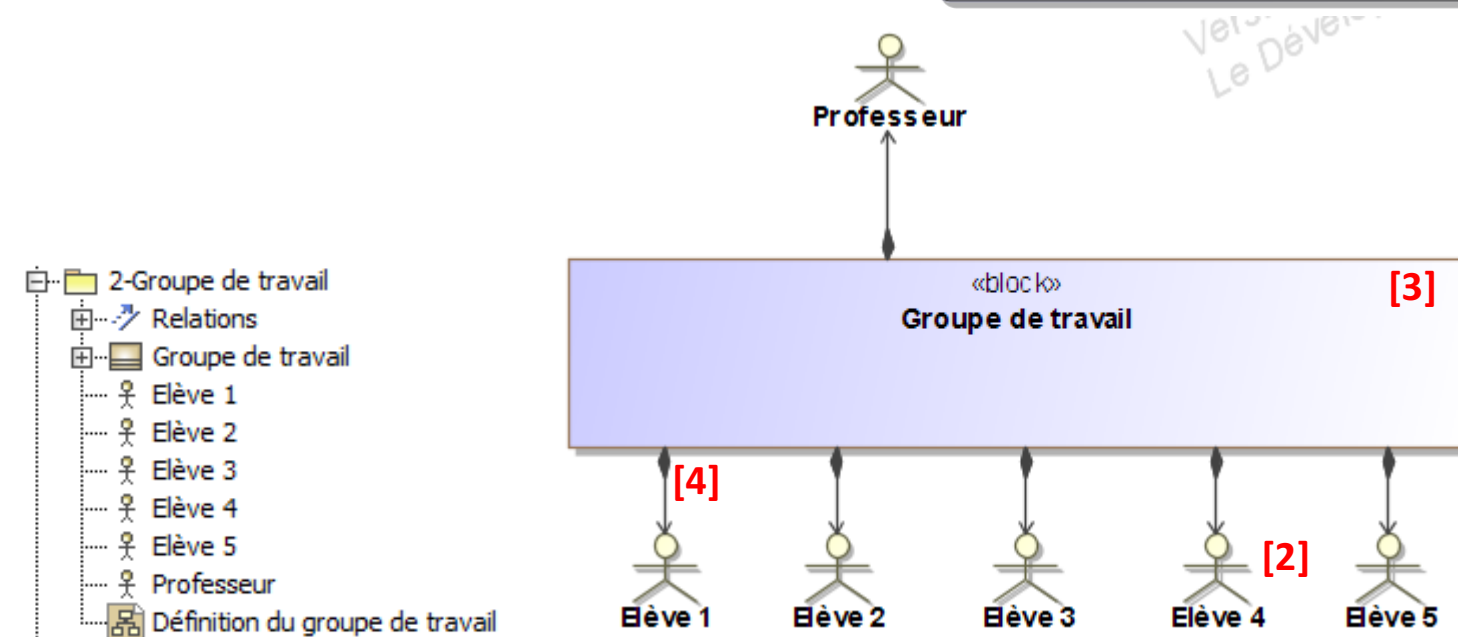 Professeur
2-Groupe de travail
Relations
Groupe de travail
Elève 1
Elève 2
Elève 3
Elève 4
Elève 5
Professeur
Définition du groupe de travail
«block»
Groupe de travail
[3]
[4]
[2]
Elève 1
Elève 2
Elève 3
Elève 4
Elève 5